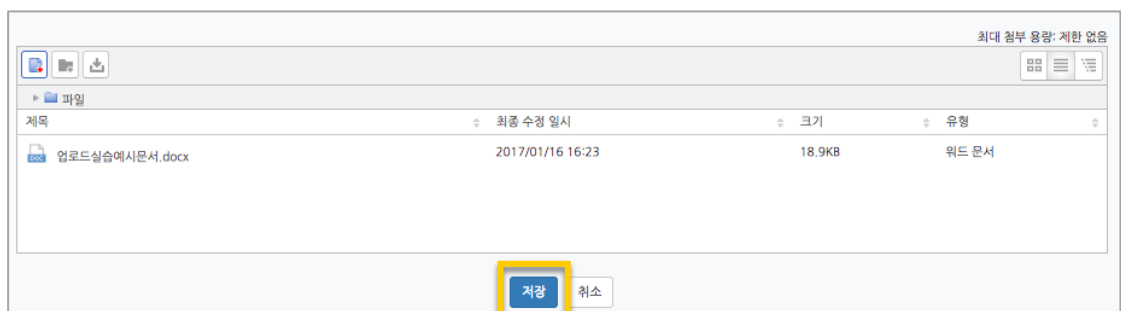 최대 첨부 용량: 제한 없음
파일
제목 최종 수정 일시 크기 유형
DOC 업로드실습예시문서.docx 2017/01/16 16:23 18.9KB 워드 문서
저장 취소